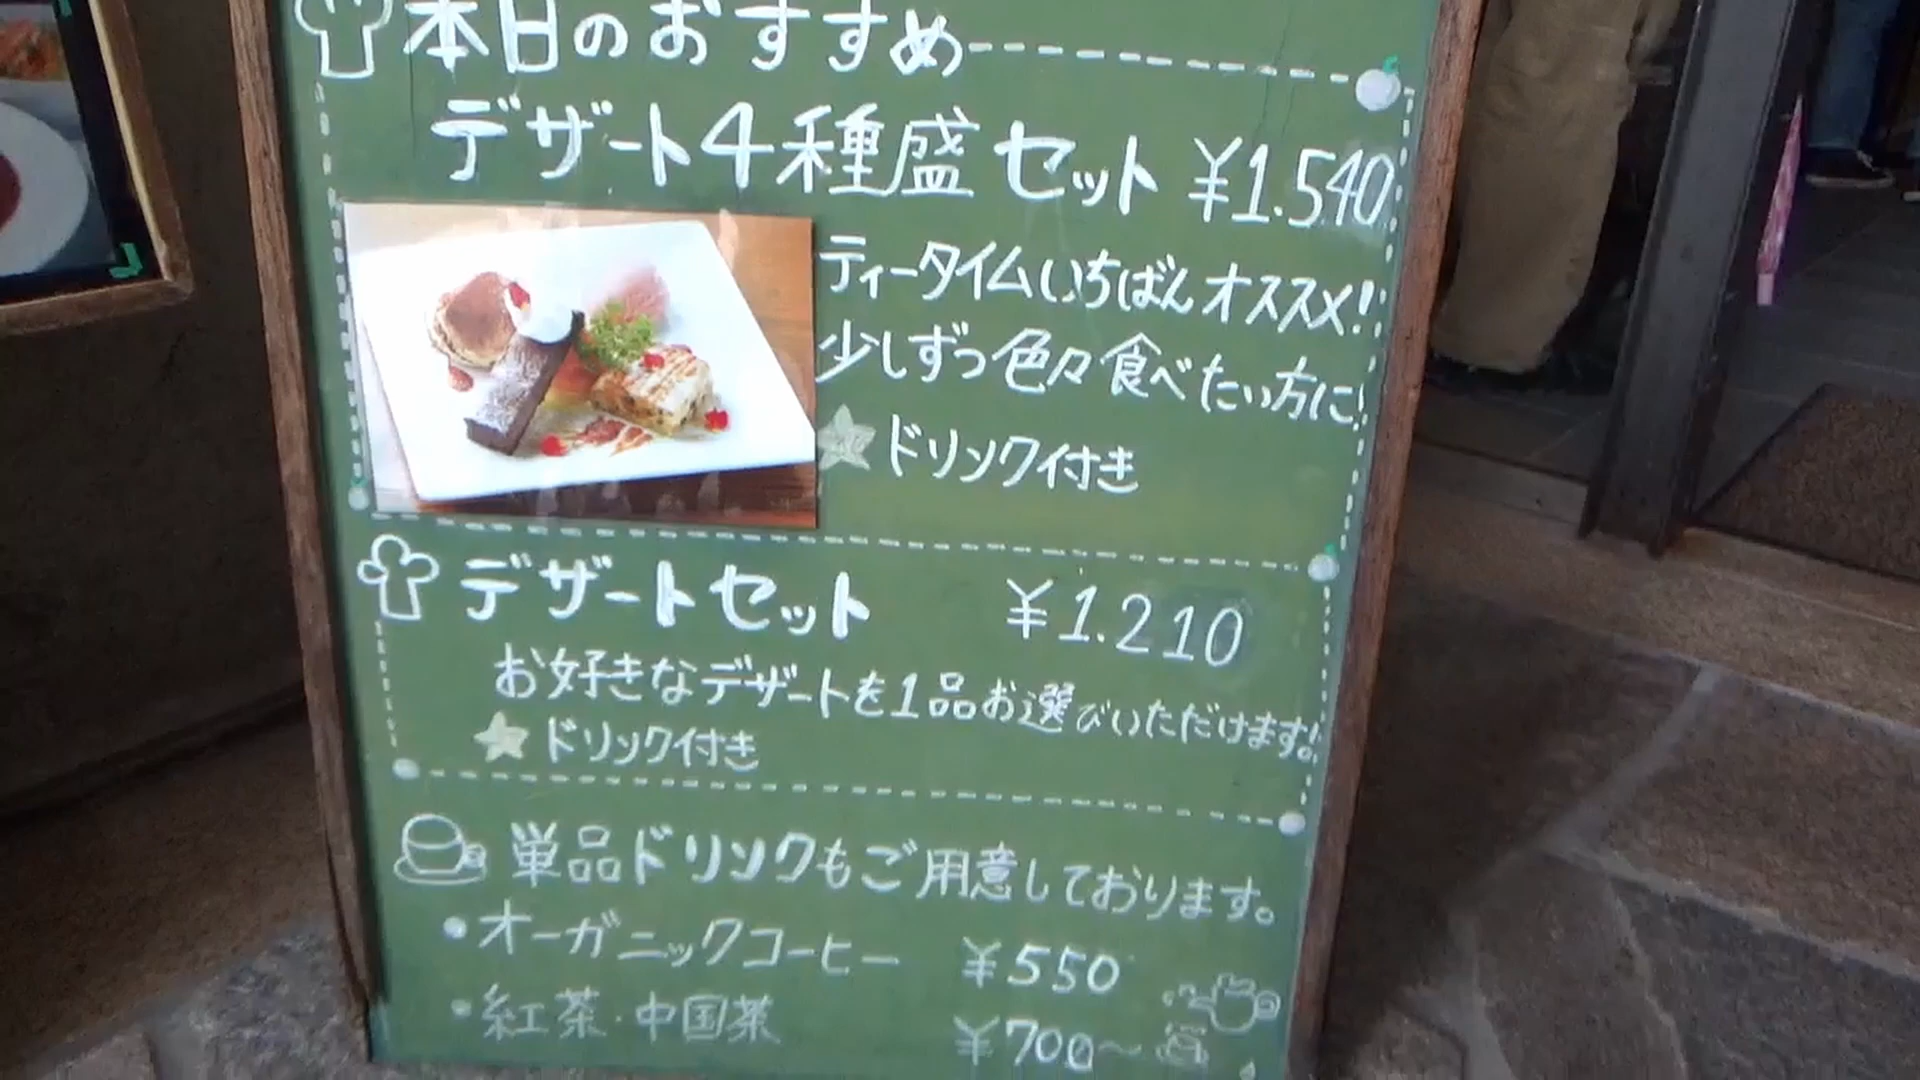 本日のおすすめ
デザート4種盛セット ¥1.540
ティータイムいちばんオススメ!!
少しずつ色々食べたい方に!
ドリンク付き
デザートセット ¥1.210
お好きなデザートを1品お選びいただけます!!
ドリンク付き
単品ドリンクもご用意しております。
・オーガニックコーヒー ¥550
・紅茶・中国茶 ¥700〜